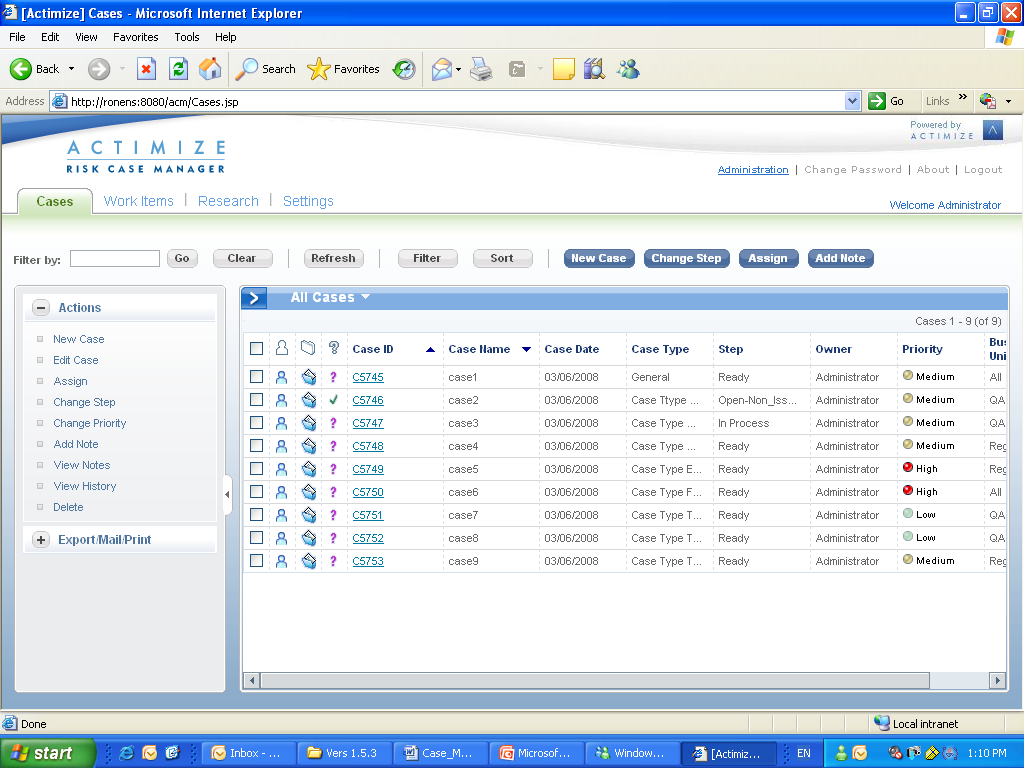 [Actimize] Cases - Microsoft Internet Explorer
File Edit View Favorites Tools Help
Back Search Favorites
Address http://ronens:8080/acm/Cases.jsp Go Links »
Powered by
ACTIMIZE
ACTIMIZE
RISK CASE MANAGER
Administration | Change Password | About | Logout
Cases Work Items | Research | Settings
Welcome Administrator
Filter by: Go Clear Refresh Filter Sort New Case Change Step Assign Add Note
Actions
New Case
Edit Case
Assign
Change Step
Change Priority
Add Note
View Notes
View History
Delete
Export/Mail/Print
All Cases
Cases 1 - 9 (of 9)
Case ID Case Name Case Date Case Type Step Owner Priority Bus
Uni
C5745 case1 03/06/2008 General Ready Administrator Medium All
? C5746 case2 03/06/2008 Case Ttype ... Open-Non_Iss... Administrator Medium QA
? C5747 case3 03/06/2008 Case Type ... In Process Administrator Medium QA
? C5748 case4 03/06/2008 Case Type ... Ready Administrator Medium Reg
? C5749 case5 03/06/2008 Case Type E... Ready Administrator High Reg
? C5750 case6 03/06/2008 Case Type F... Ready Administrator High All
? C5751 case7 03/06/2008 Case Type T... Ready Administrator Low QA
? C5752 case8 03/06/2008 Case Type T... Ready Administrator Low QA
? C5753 case9 03/06/2008 Case Type T... Ready Administrator Medium Reg
Done Local intranet
start Inbox - ... Vers 1.5.3 Case_M... Microsof... Window... [Actimiz... EN 1:10 PM